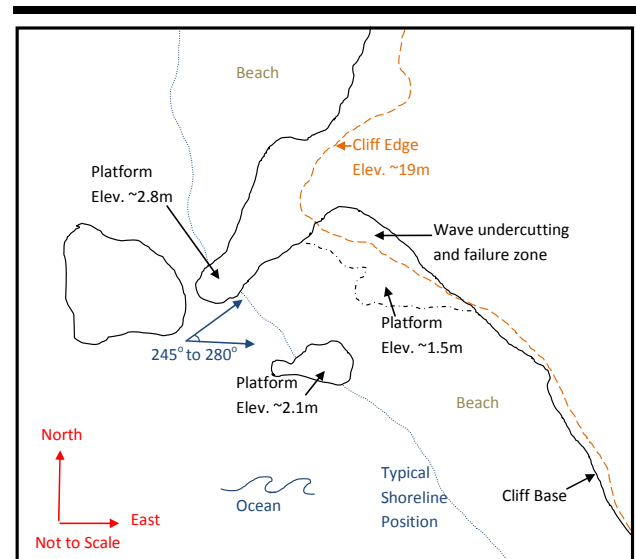 Beach
Cliff Edge
Elev. ~19m
Platform
Elev. ~2.8m
Wave undercutting
and failure zone
Platform
Elev. ~1.5m
245° to 280°
Platform
Elev. ~2.1m
Beach
North
East
Not to Scale
Ocean
Typical
Shoreline
Position
Cliff Base